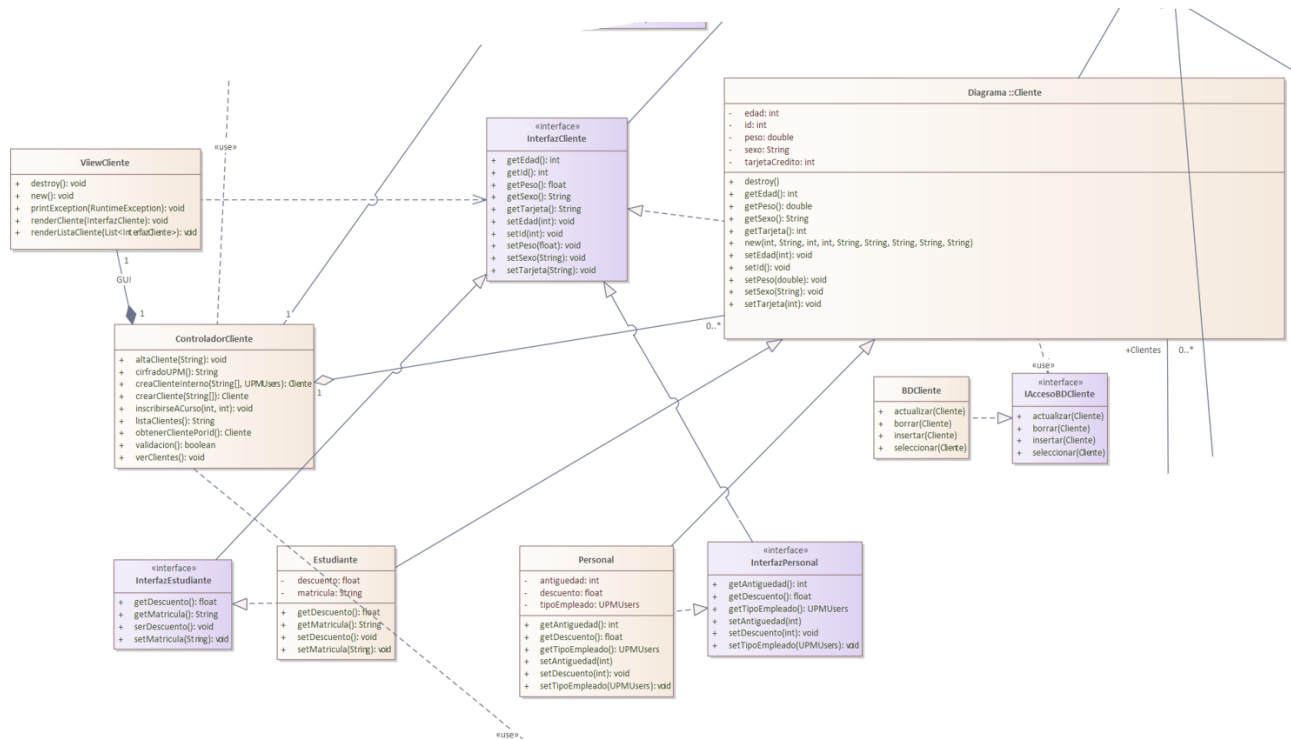 «use»
ViiewCliente
+ destroy(): void
+ new(): void
+ printException(RuntimeException): void
+ renderCliente(InterfazCliente): void
+ renderListaCliente(List<InterfazCliente>): void
1
GUI
1
«interface»
InterfazCliente
+ getEdad(): int
+ getId(): int
+ getPeso(): float
+ getSexo(): String
+ getTarjeta(): String
+ setEdad(int): void
+ setId(int): void
+ setPeso(float): void
+ setSexo(String): void
+ setTarjeta(String): void
Diagrama ::Cliente
- edad: int
- id: int
- peso: double
- sexo: String
- tarjetaCredito: int
+ destroy()
+ getEdad(): int
+ getPeso(): double
+ getSexo(): String
+ getTarjeta(): int
+ new(int, String, int, int, String, String, String, String, String)
+ setEdad(int): void
+ setId(): void
+ setPeso(double): void
+ setSexo(String): void
+ setTarjeta(int): void
1
0..*
ControladorCliente
+ altaCliente(String): void
+ cirfradoUPM(): String
+ creaClienteInterno(String[], UPMUsers): Cliente
+ crearCliente(String[]): Cliente
+ inscribirseACurso(int, int): void
+ listaClientes(): String
+ obtenerClientePorId(): Cliente
+ validacion(): boolean
+ verClientes(): void
1
+Clientes
0..*
«use»
BDCliente
+ actualizar(Cliente)
+ borrar(Cliente)
+ insertar(Cliente)
+ seleccionar(Cliente)
«interface»
IAccesoBDCliente
+ actualizar(Cliente)
+ borrar(Cliente)
+ insertar(Cliente)
+ seleccionar(Cliente)
«interface»
InterfazEstudiante
+ getDescuento(): float
+ getMatricula(): String
+ serDescuento(): void
+ setMatricula(String): void
Estudiante
- descuento: float
- matricula: String
+ getDescuento(): float
+ getMatricula(): String
+ setDescuento(): void
+ setMatricula(String): void
Personal
- antiguedad: int
- descuento: float
- tipoEmpleado: UPMUsers
+ getAntiguedad(): int
+ getDescuento(): float
+ getTipoEmpleado(): UPMUsers
+ setAntiguedad(int)
+ setDescuento(int): void
+ setTipoEmpleado(UPMUsers): void
«interface»
InterfazPersonal
+ getAntiguedad(): int
+ getDescuento(): float
+ getTipoEmpleado(): UPMUsers
+ setAntiguedad(int)
+ setDescuento(int): void
+ setTipoEmpleado(UPMUsers): void
«use»